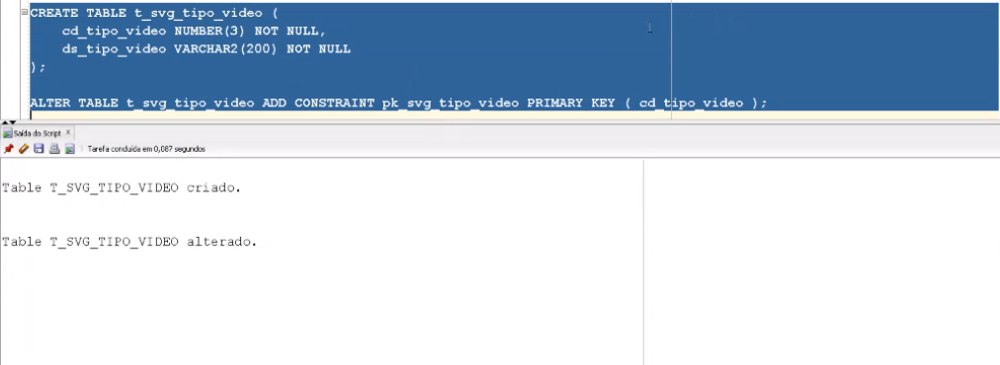 CREATE TABLE t_svg_tipo_video (
cd_tipo_video NUMBER(3) NOT NULL,
ds_tipo_video VARCHAR2(200) NOT NULL
);
ALTER TABLE t_svg_tipo_video ADD CONSTRAINT pk_svg_tipo_video PRIMARY KEY ( cd_tipo_video );
Saída do Script ×
Tarefa concluída em 0,087 segundos
Table T_SVG_TIPO_VIDEO criado.
Table T_SVG_TIPO_VIDEO alterado.